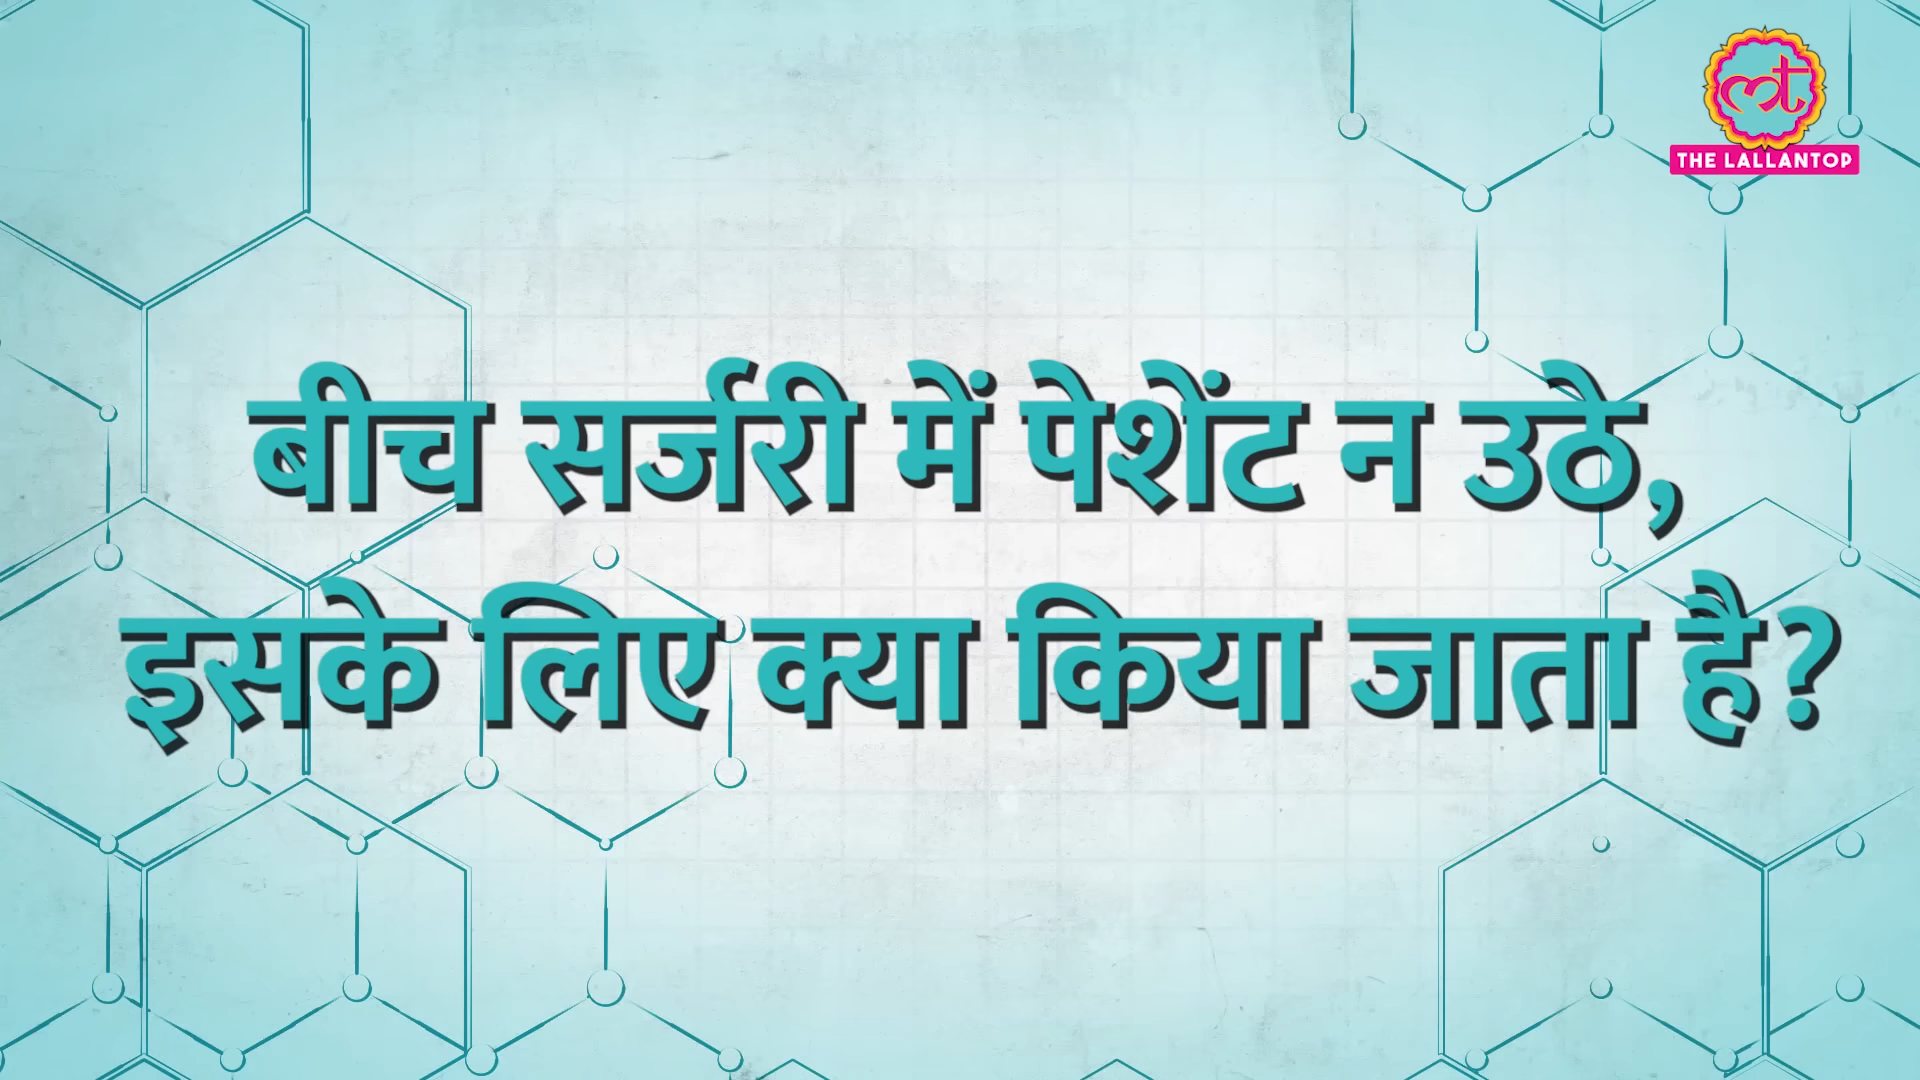 THE LALLANTOP
बीच सर्जरी में पेशेंट न उठे,
इसके लिए क्या किया जाता है?